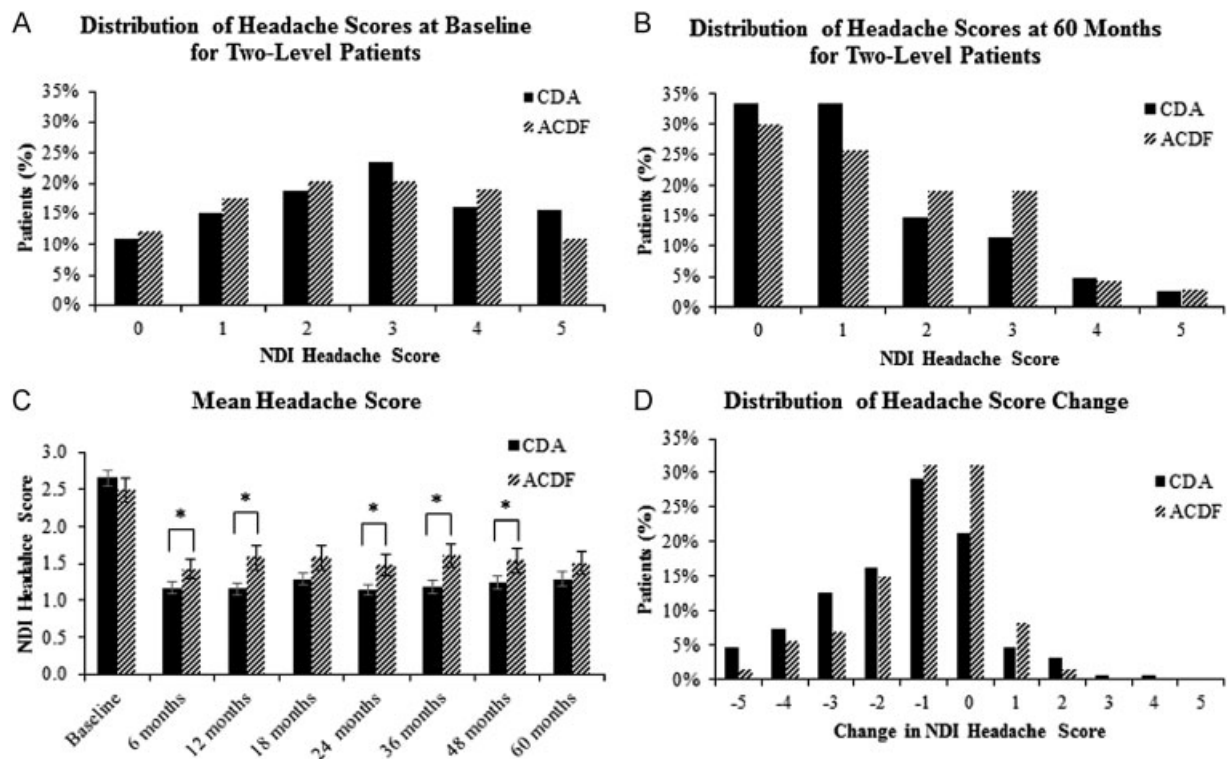 A
Distribution of Headache Scores at Baseline
for Two-Level Patients
CDA
ACDF
Patients (%)
35%
30%
25%
20%
15%
10%
5%
0%
0 1 2 3 4 5
NDI Headache Score
B
Distribution of Headache Scores at 60 Months
for Two-Level Patients
CDA
ACDF
Patients (%)
35%
30%
25%
20%
15%
10%
5%
0%
0 1 2 3 4 5
NDI Headache Score
C
Mean Headache Score
CDA
ACDF
NDI Headahce Score
3.0
2.5
2.0
1.5
1.0
0.5
0.0
* * * * *
Baseline
6 months
12 months
18 months
24 months
36 months
48 months
60 months
D
Distribution of Headache Score Change
CDA
ACDF
Patients (%)
35%
30%
25%
20%
15%
10%
5%
0%
-5 -4 -3 -2 -1 0 1 2 3 4 5
Change in NDI Headache Score